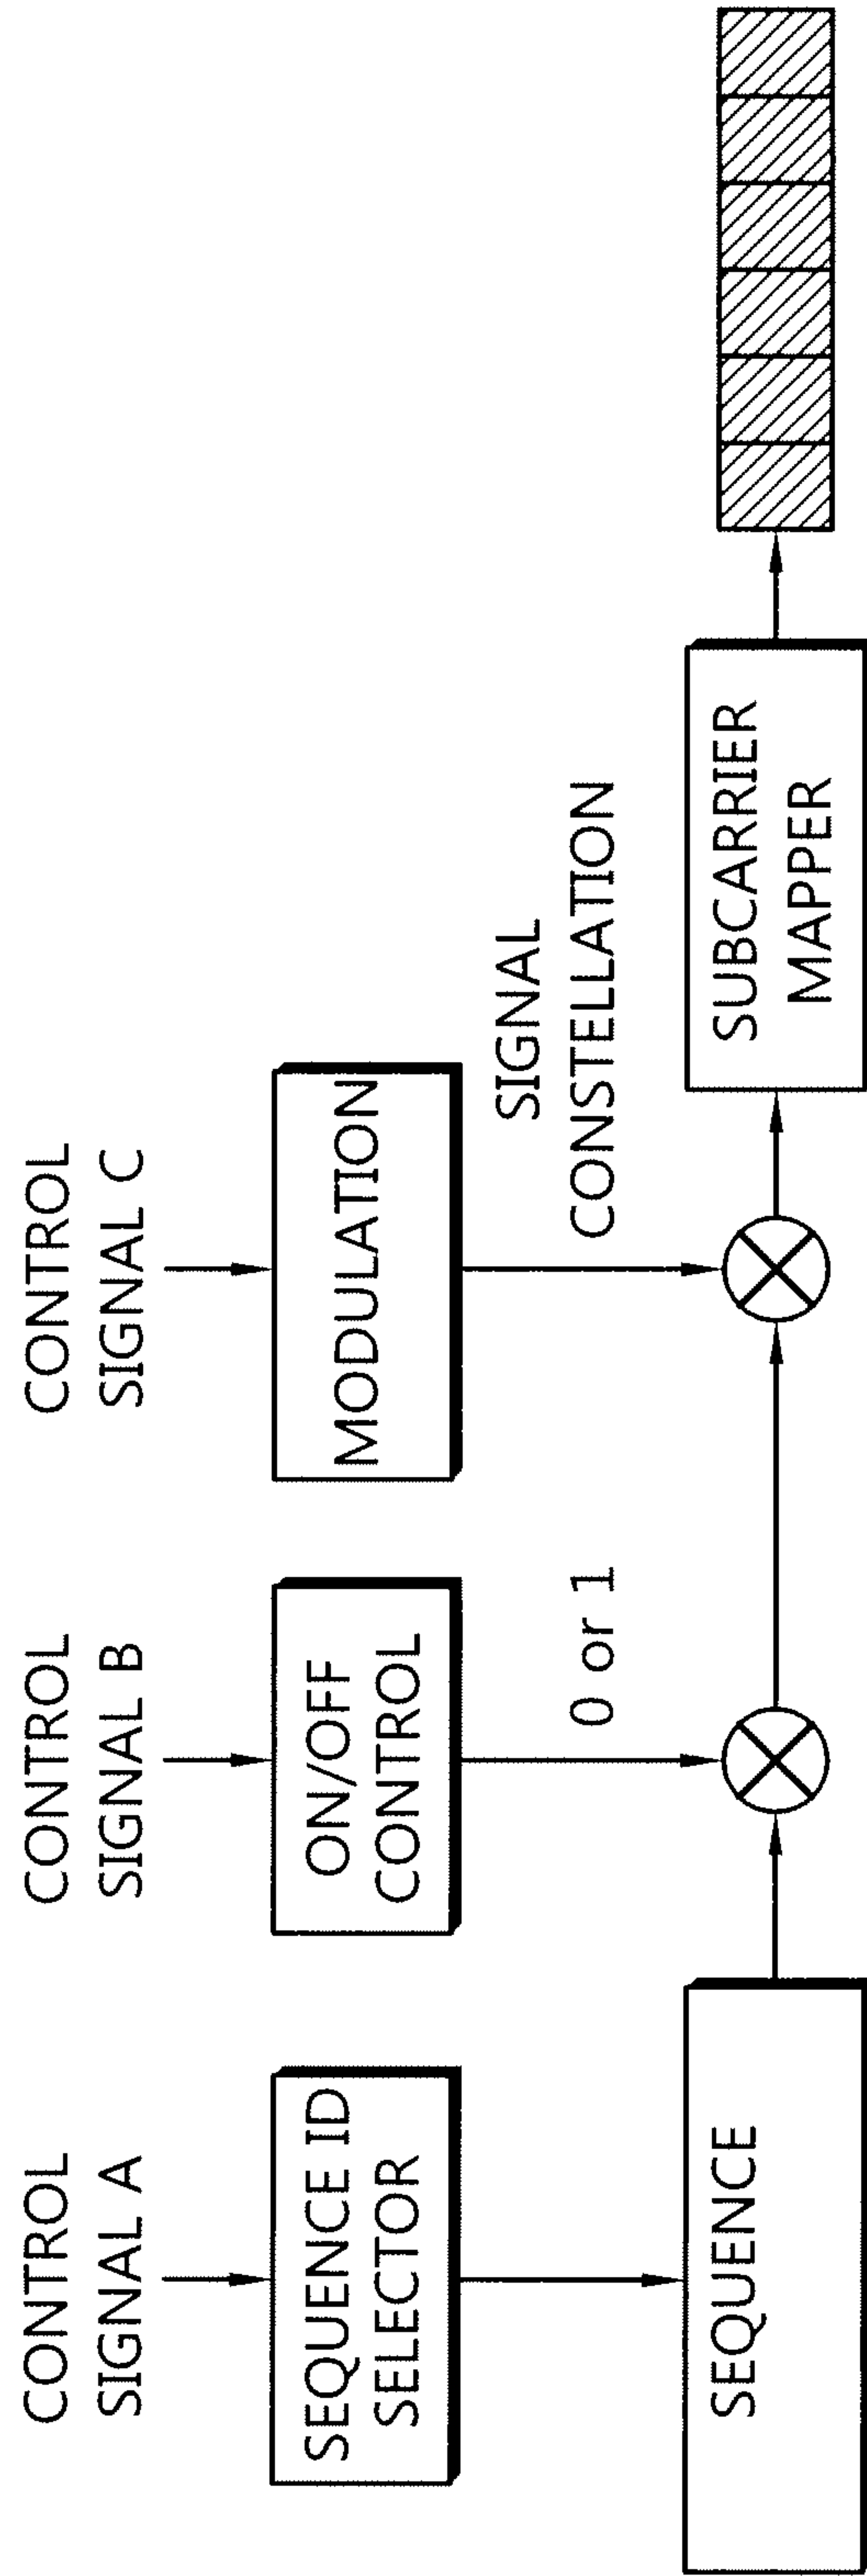 CONTROL
SIGNAL A
CONTROL
SIGNAL B
CONTROL
SIGNAL C
SEQUENCE ID
SELECTOR
ON/OFF
CONTROL
MODULATION
0 or 1
SIGNAL
CONSTELLATION
SEQUENCE
SUBCARRIER
MAPPER